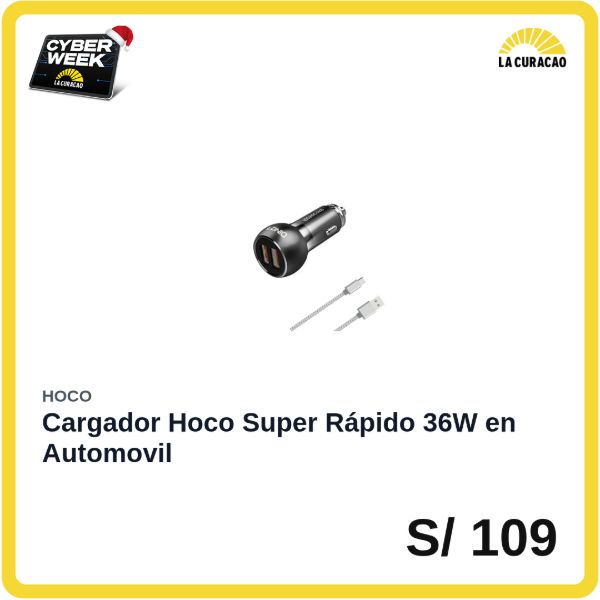 CYBER
WEEK
LA CURACAO
LA CURACAO
HOCO
Cargador Hoco Super Rápido 36W en
Automovil
S/ 109